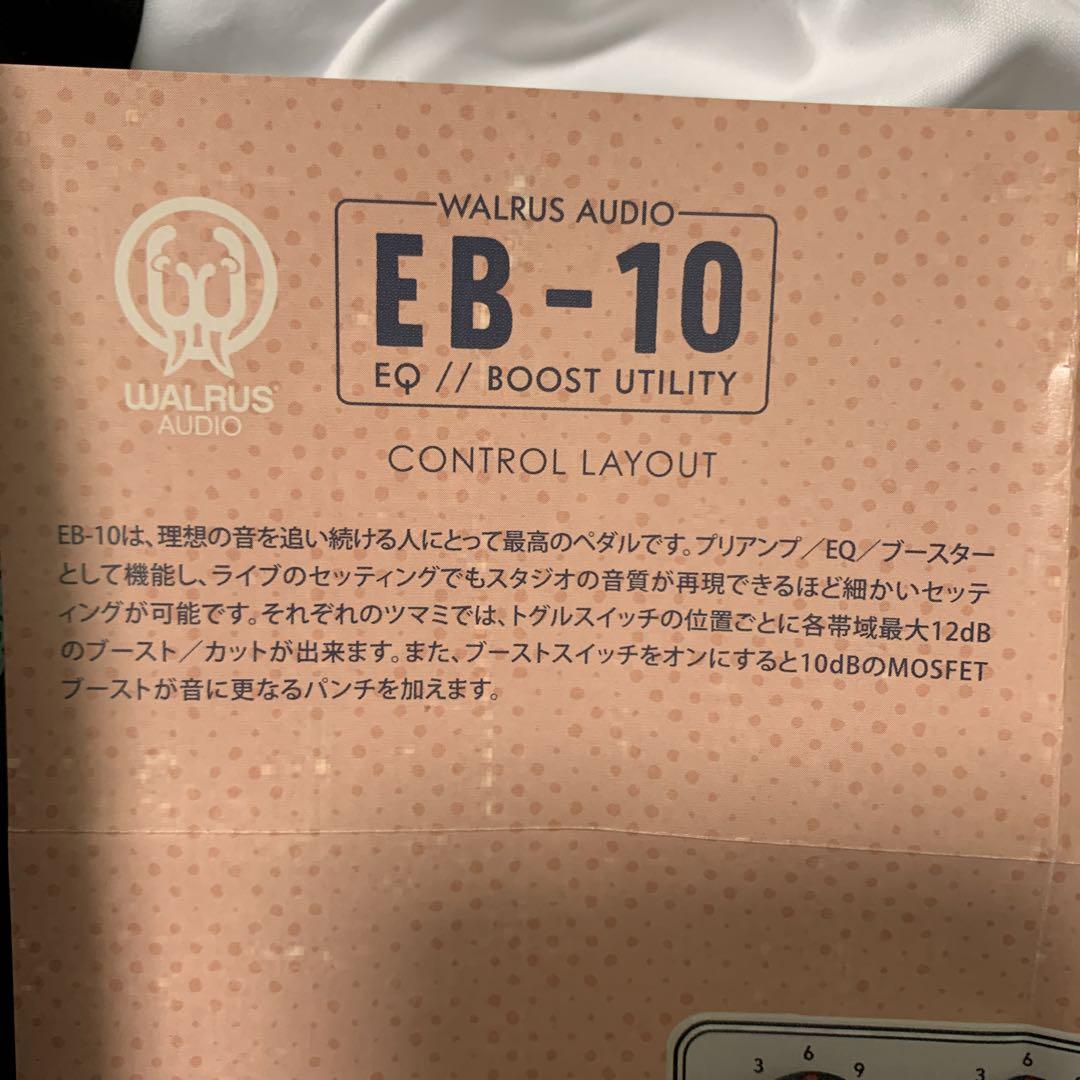 WALRUS AUDIO
EB-10
EQ // BOOST UTILITY
WALRUS
AUDIO
CONTROL LAYOUT
EB-10は、理想の音を追い続ける人にとって最高のペダルです。プリアンプ/EQ/ブースター
として機能し、ライブのセッティングでもスタジオの音質が再現できるほど細かいセッテ
ィングが可能です。それぞれのツマミでは、トグルスイッチの位置ごとに各帯域最大12dB
のブースト/カットが出来ます。また、ブーストスイッチをオンにすると10dBのMOSFET
ブーストが音に更なるパンチを加えます。
3 6 9 3 6